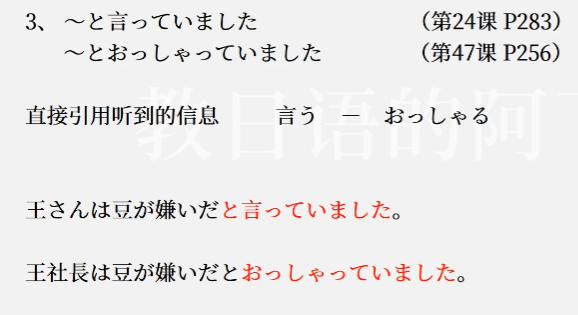 3、 ～と言っていました （第24课 P283）
～とおっしゃっていました （第47课 P256）
直接引用听到的信息 言う － おっしゃる
教日语的阿
王さんは豆が嫌いだと言っていました。
王社長は豆が嫌いだとおっしゃっていました。